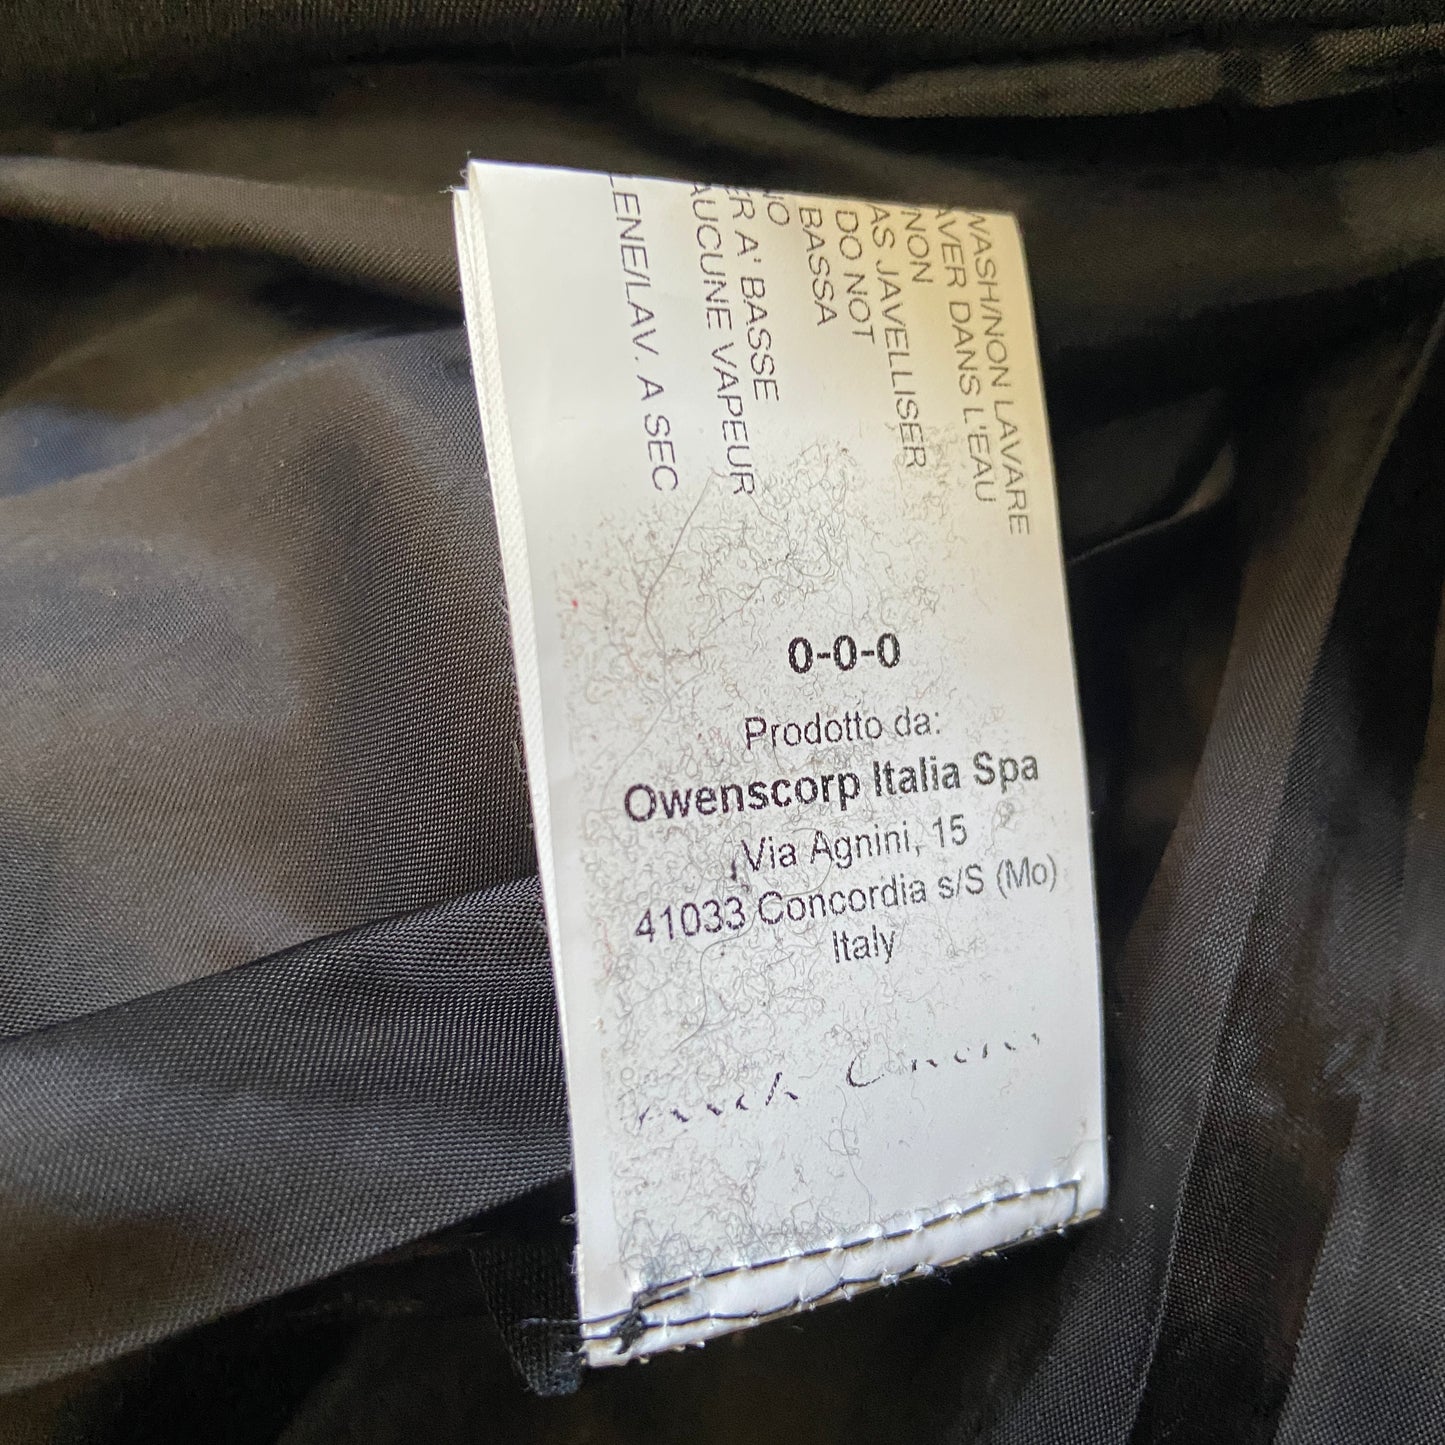 WASH/NON LAVARE
AVER DANS L'EAU
NON
AS JAVELLISER
DO NOT
BASSA
IO
ER A' BASSE
AUCUNE VAPEUR
LENE/LAV. A SEC
0-0-0
Prodotto da:
Owenscorp Italia Spa
Via Agnini, 15
41033 Concordia s/S (Mo)
Italy